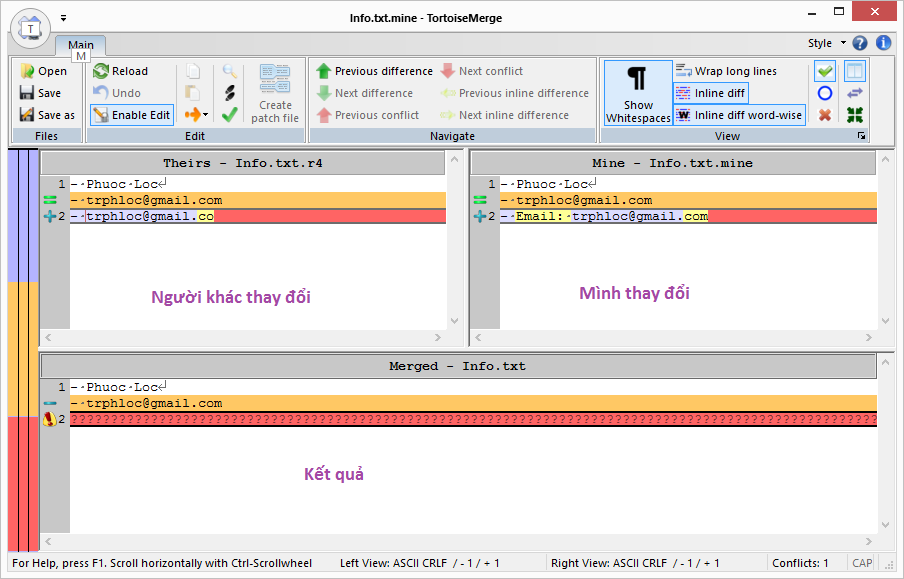 Info.txt.mine - TortoiseMerge
T
Main
M
Style
Open
Save
Save as
Files
Reload
Undo
Enable Edit
Create
patch file
Edit
Previous difference
Next difference
Previous conflict
Next conflict
Previous inline difference
Next inline difference
Navigate
¶
Show
Whitespaces
Wrap long lines
Inline diff
Inline diff word-wise
View
Theirs - Info.txt.r4
1 -·Phuoc·Loc
-·trphloc@gmail.com
2 -·trphloc@gmail.co
Người khác thay đổi
Mine - Info.txt.mine
1 -·Phuoc·Loc
-·trphloc@gmail.com
2 -·Email:·trphloc@gmail.com
Mình thay đổi
Merged - Info.txt
1 -·Phuoc·Loc
-·trphloc@gmail.com
2 ?????????????????????????????????????????????????????????????????????????????????????????????????????
Kết quả
For Help, press F1. Scroll horizontally with Ctrl-Scrollwheel
Left View: ASCII CRLF / - 1 / + 1
Right View: ASCII CRLF / - 1 / + 1
Conflicts: 1
CAP